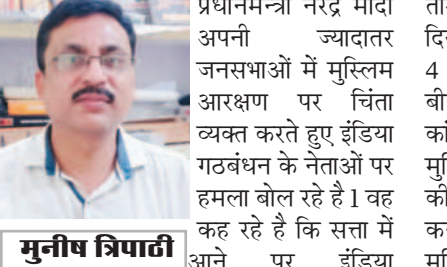 प्रधानमन्त्री नरेंद्र मोदी
अपनी ज्यादातर
जनसभाओं में मुस्लिम
आरक्षण पर चिंता
व्यक्त करते हुए इंडिया
गठबंधन के नेताओं पर
हमला बोल रहे है l वह
कह रहे है कि सत्ता में
आने पर इंडिया
मुनीष त्रिपाठी
4
की